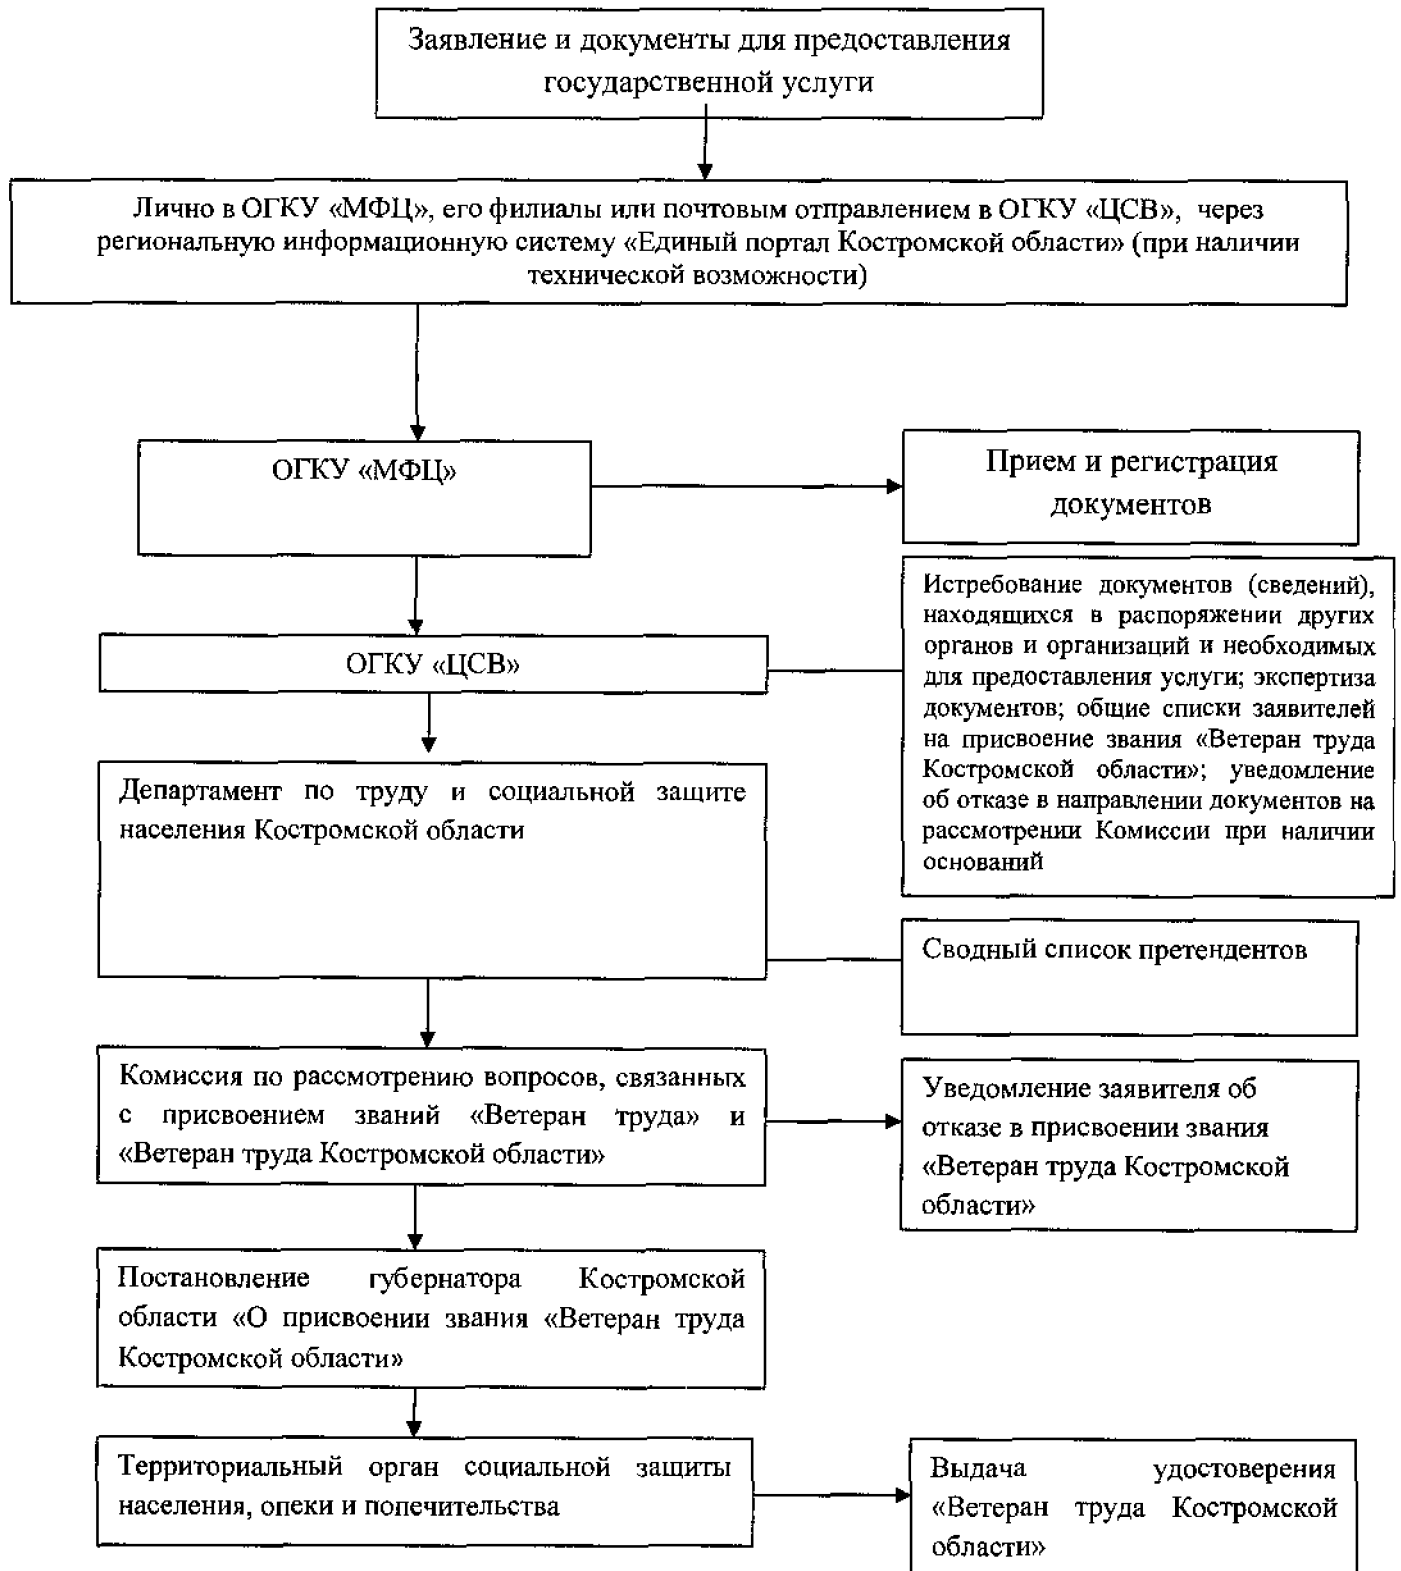 Заявление и документы для предоставления
государственной услуги
Лично в ОГКУ «МФЦ», его филиалы или почтовым отправлением в ОГКУ «ЦСВ», через
региональную информационную систему «Единый портал Костромской области» (при наличии
технической возможности)
ОГКУ «МФЦ»
Прием и регистрация
документов
ОГКУ «ЦСВ»
Истребование документов (сведений),
находящихся в распоряжении других
органов и организаций и необходимых
для предоставления услуги; экспертиза
документов; общие списки заявителей
на присвоение звания «Ветеран труда
Костромской области»; уведомление
об отказе в направлении документов на
рассмотрении Комиссии при наличии
оснований
Департамент по труду и социальной защите
населения Костромской области
Сводный список претендентов
Комиссия по рассмотрению вопросов, связанных
с присвоением званий «Ветеран труда» и
«Ветеран труда Костромской области»
Уведомление заявителя об
отказе в присвоении звания
«Ветеран труда Костромской
области»
Постановление губернатора Костромской
области «О присвоении звания «Ветеран труда
Костромской области»
Территориальный орган социальной защиты
населения, опеки и попечительства
Выдача удостоверения
«Ветеран труда Костромской
области»